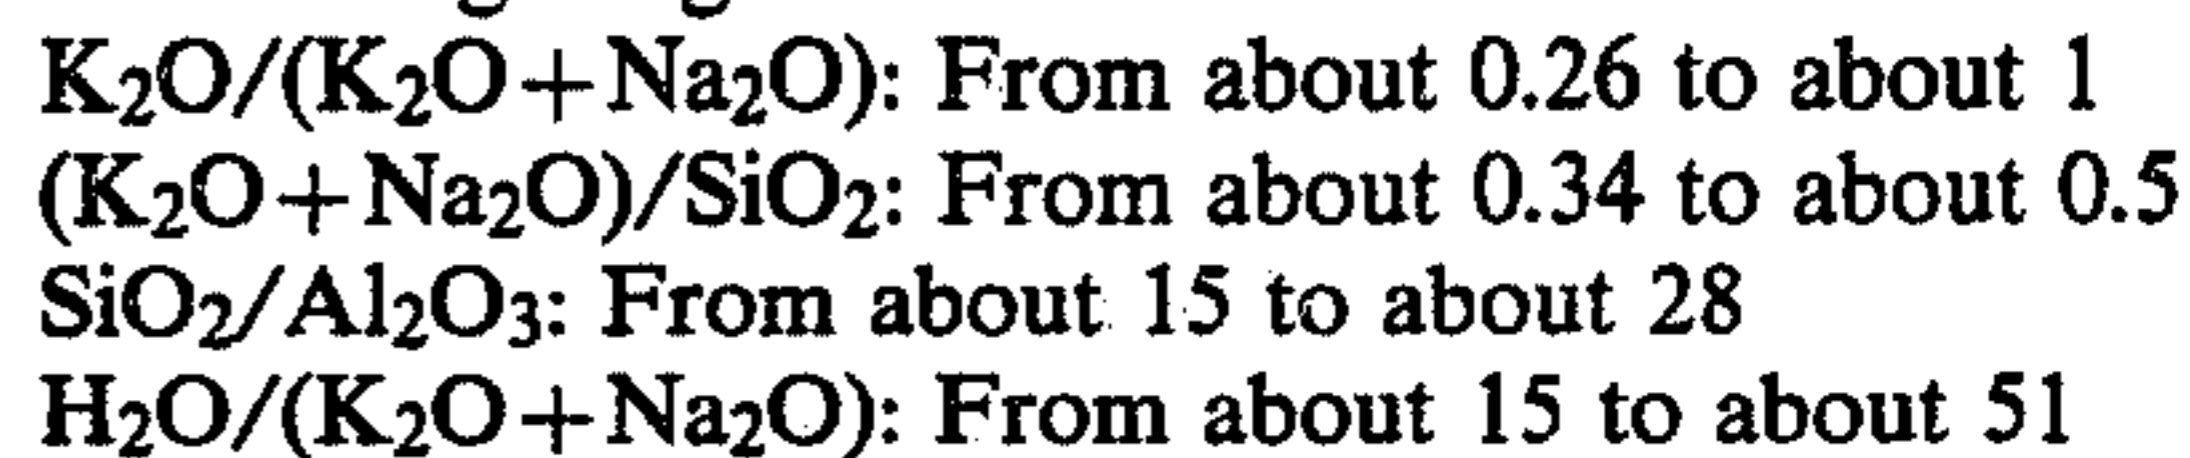 K₂O/(K₂O+Na₂O): From about 0.26 to about 1
(K₂O+Na₂O)/SiO₂: From about 0.34 to about 0.5
SiO₂/Al₂O₃: From about 15 to about 28
H₂O/(K₂O+Na₂O): From about 15 to about 51